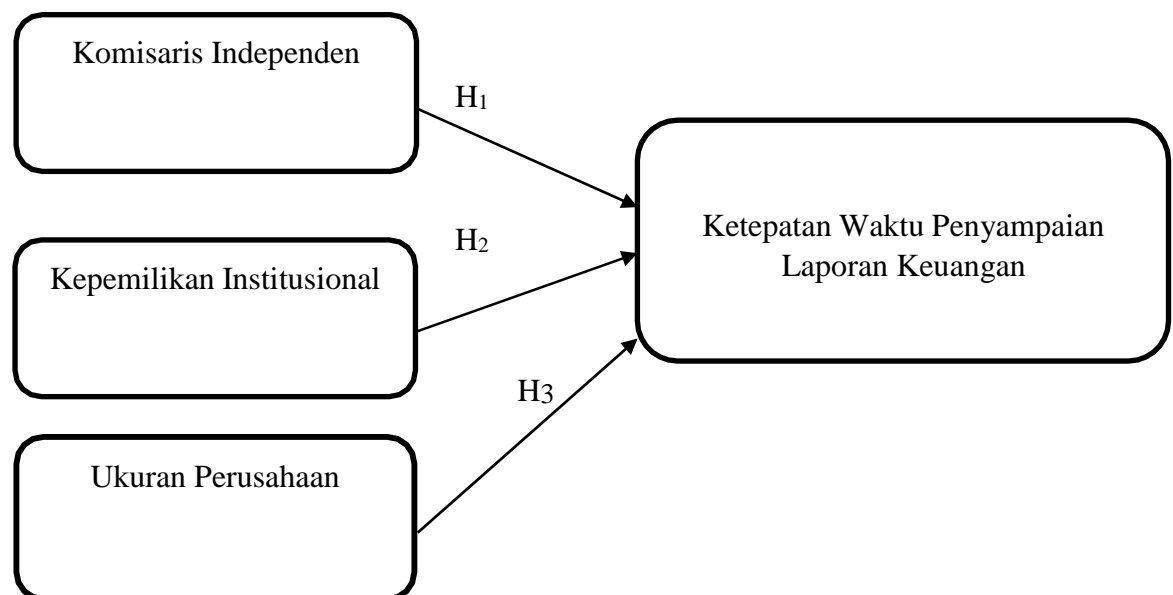 Komisaris Independen
H₁
Kepemilikan Institusional
H₂
Ketepatan Waktu Penyampaian
Laporan Keuangan
H3
Ukuran Perusahaan